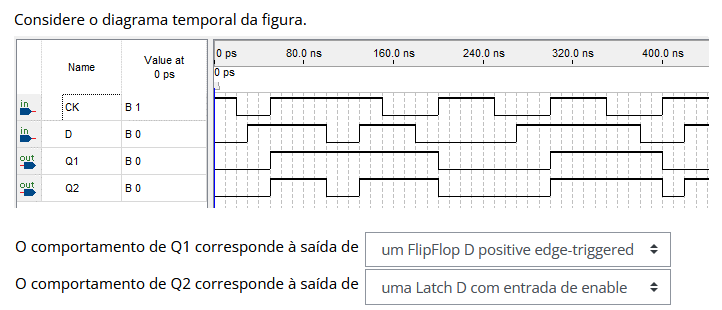 Considere o diagrama temporal da figura.
Name
Value at
0 ps
0 ps
80.0 ns
160.0 ns
240.0 ns
320.0 ns
400.0 ns
0 ps
in
CK
B 1
in
D
B 0
out
Q1
B 0
out
Q2
B 0
O comportamento de Q1 corresponde à saída de
um FlipFlop D positive edge-triggered
O comportamento de Q2 corresponde à saída de
uma Latch D com entrada de enable